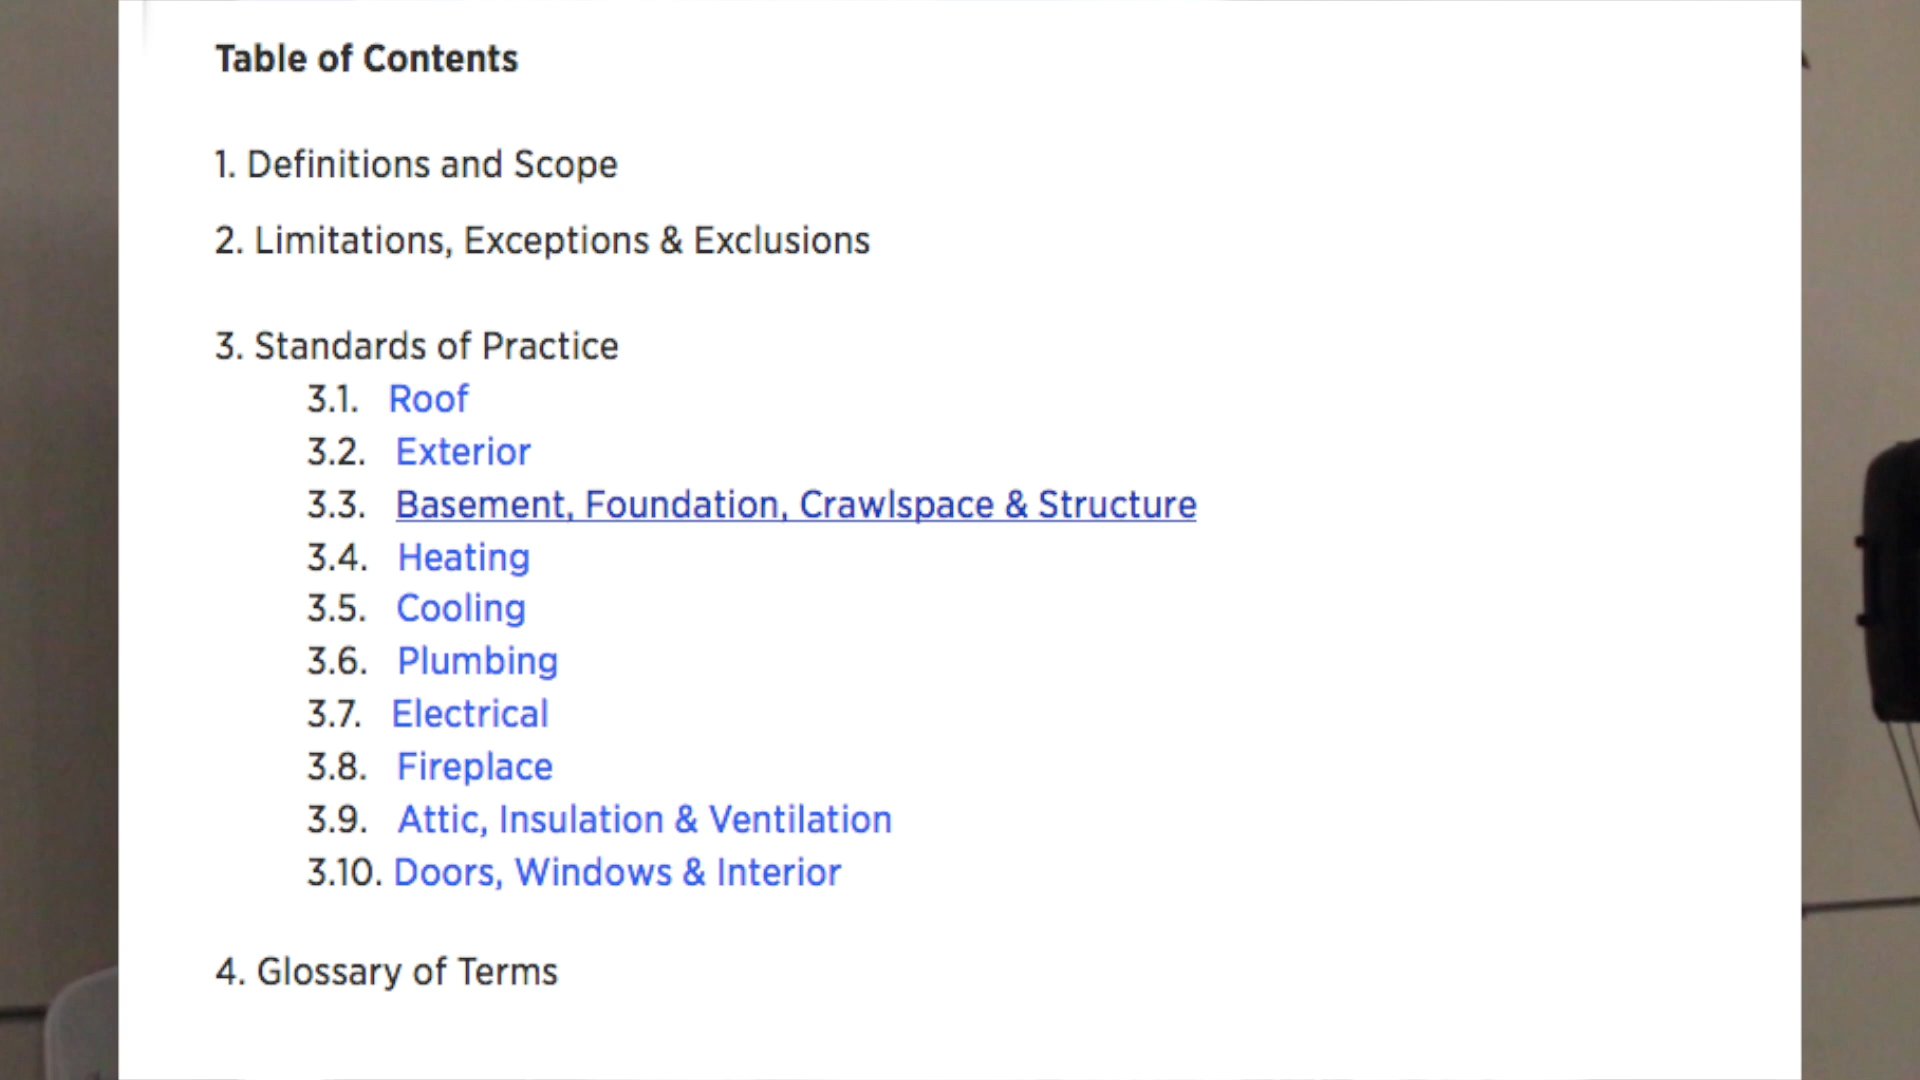 Table of Contents
1. Definitions and Scope
2. Limitations, Exceptions & Exclusions
3. Standards of Practice
3.1. Roof
3.2. Exterior
3.3. Basement, Foundation, Crawlspace & Structure
3.4. Heating
3.5. Cooling
3.6. Plumbing
3.7. Electrical
3.8. Fireplace
3.9. Attic, Insulation & Ventilation
3.10. Doors, Windows & Interior
4. Glossary of Terms